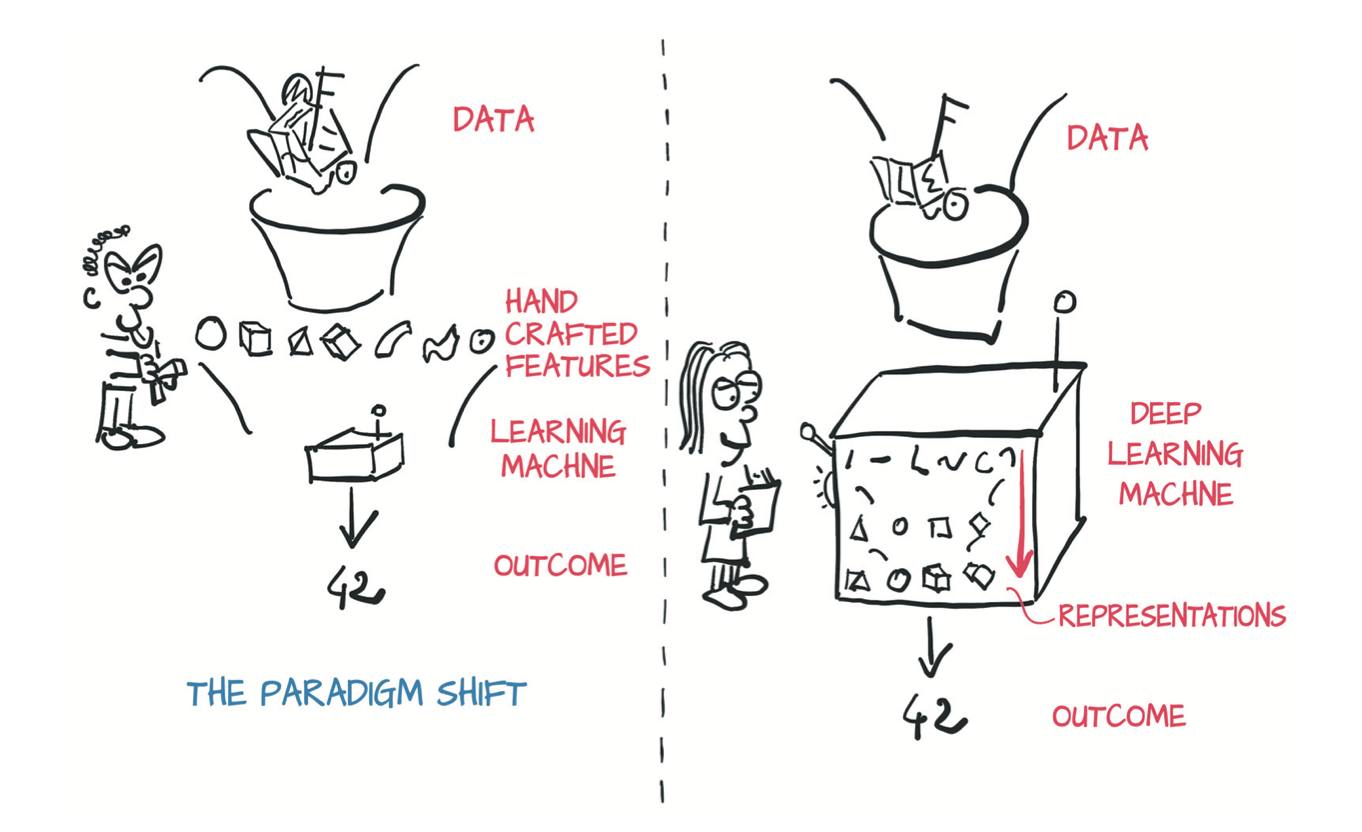 DATA
HAND
CRAFTED
FEATURES
LEARNING
MACHNE
OUTCOME
42
THE PARADIGM SHIFT
DATA
DEEP
LEARNING
MACHNE
REPRESENTATIONS
OUTCOME
42